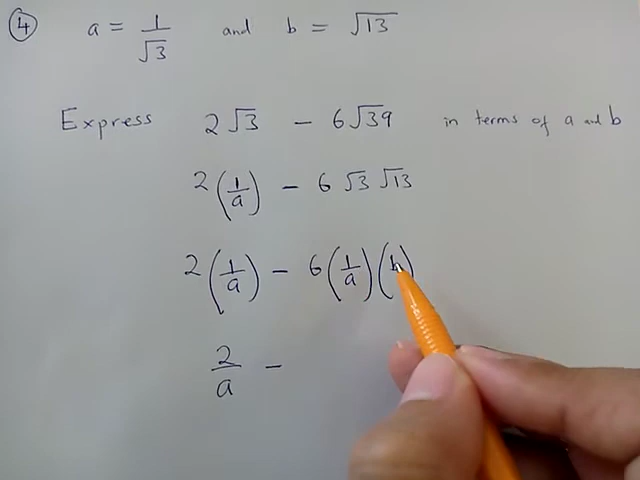 ④ a = 1/√3 and b = √13
Express 2√3 − 6√39 in terms of a and b
2(1/a) − 6 √3 √13
2(1/a) − 6(1/a)(b)
2/a −